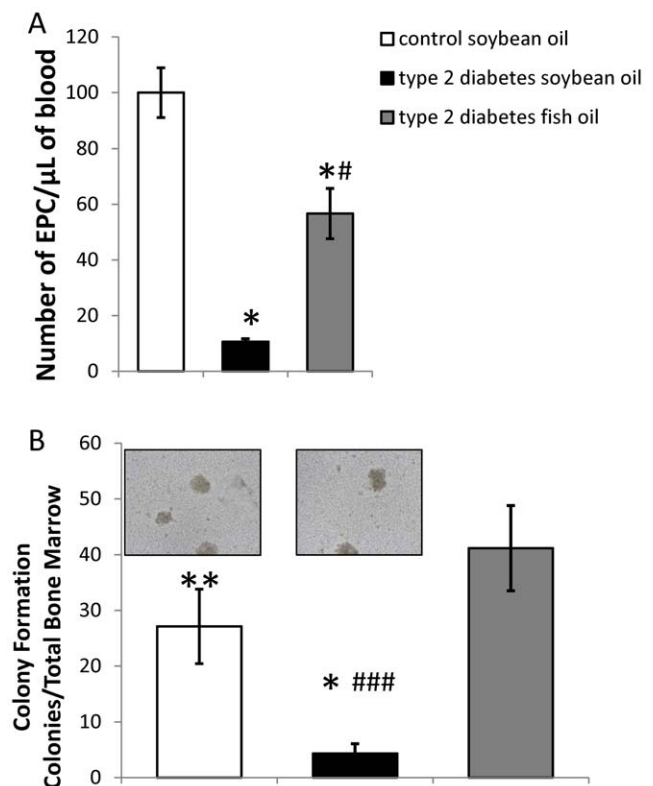 A
Number of EPC/μL of blood
120
100
80
60
40
20
0
*
*#
control soybean oil
type 2 diabetes soybean oil
type 2 diabetes fish oil
B
Colony Formation
Colonies/Total Bone Marrow
60
50
40
30
20
10
0
**
* ###